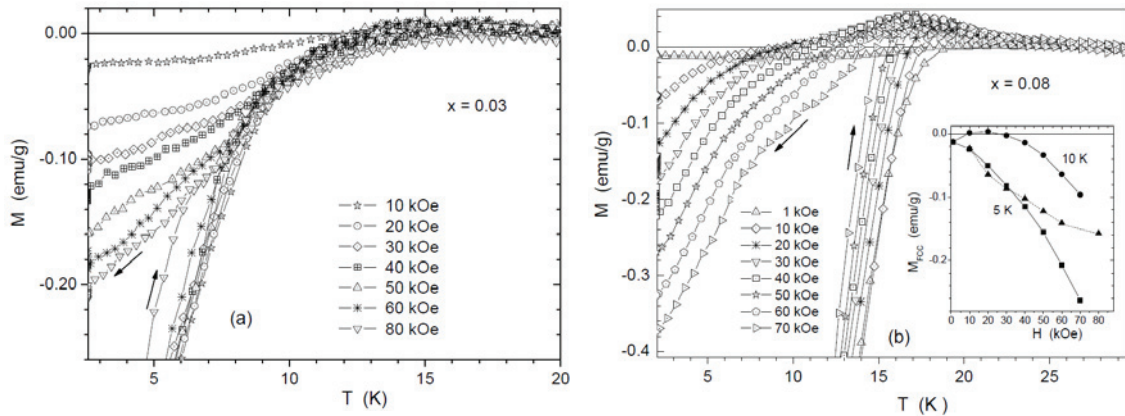 0.00
-0.10
-0.20
M (emu/g)
x = 0.03
10 kOe
20 kOe
30 kOe
40 kOe
50 kOe
60 kOe
80 kOe
(a)
5
10
15
20
T (K)
0.0
-0.1
-0.2
-0.3
-0.4
M (emu/g)
x = 0.08
1 kOe
10 kOe
20 kOe
30 kOe
40 kOe
50 kOe
60 kOe
70 kOe
(b)
5
10
15
20
25
T (K)
0.0
-0.1
-0.2
M_FCC (emu/g)
10 K
5 K
0 10 20 30 40 50 60 70 80
H (kOe)